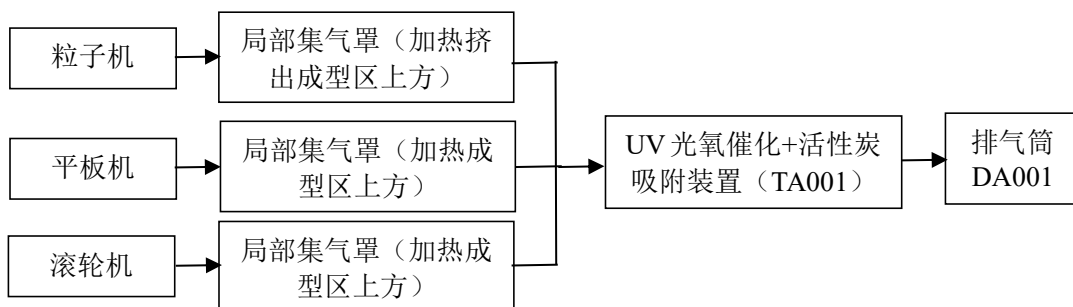 粒子机
局部集气罩（加热挤
出成型区上方）
平板机
局部集气罩（加热成
型区上方）
滚轮机
局部集气罩（加热成
型区上方）
UV 光氧催化+活性炭
吸附装置（TA001）
排气筒
DA001